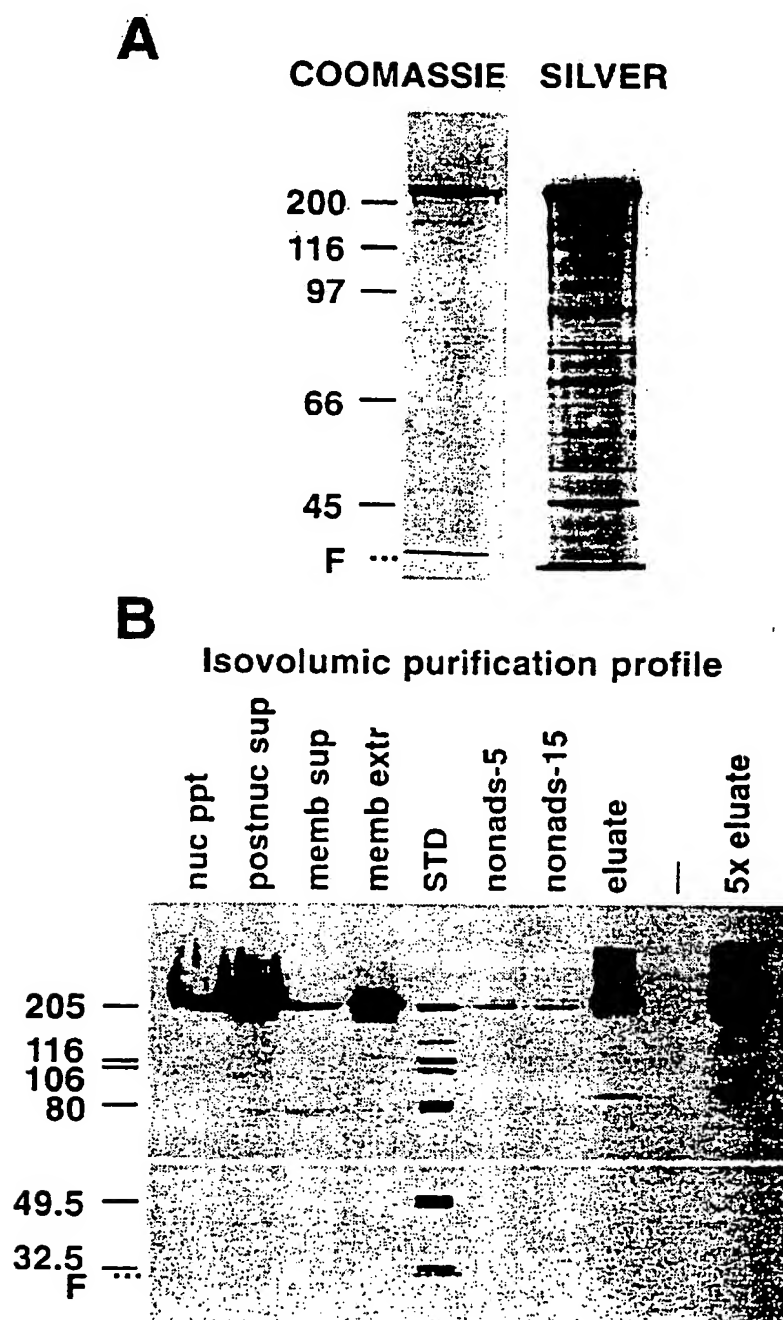 A
COOMASSIE SILVER
200
116
97
66
45
F ...
B
Isovolumic purification profile
nuc ppt
postnuc sup
memb sup
memb extr
STD
nonads-5
nonads-15
eluate
—
5x eluate
205
116
106
80
49.5
32.5
F ...